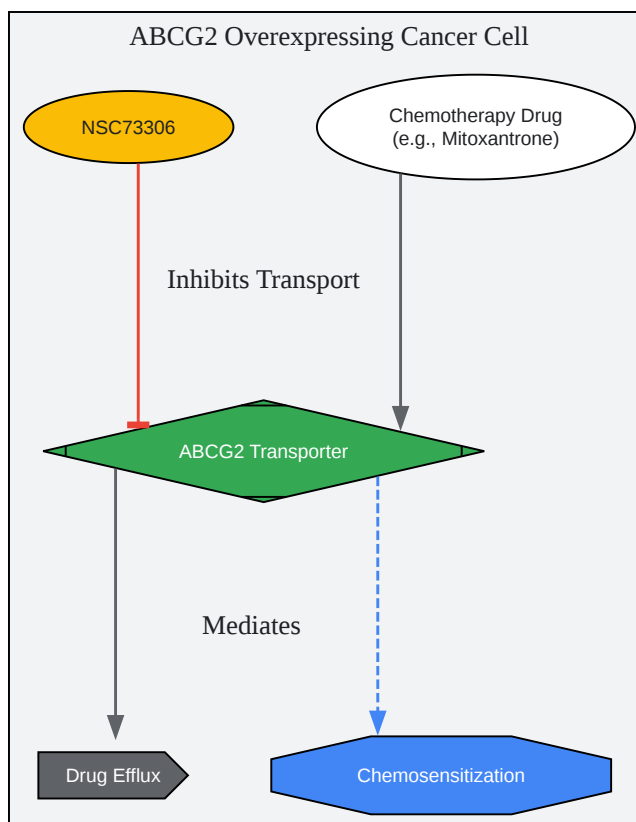 ABCG2 Overexpressing Cancer Cell
NSC73306
Chemotherapy Drug
(e.g., Mitoxantrone)
Inhibits Transport
ABCG2 Transporter
Mediates
Drug Efflux
Chemosensitization